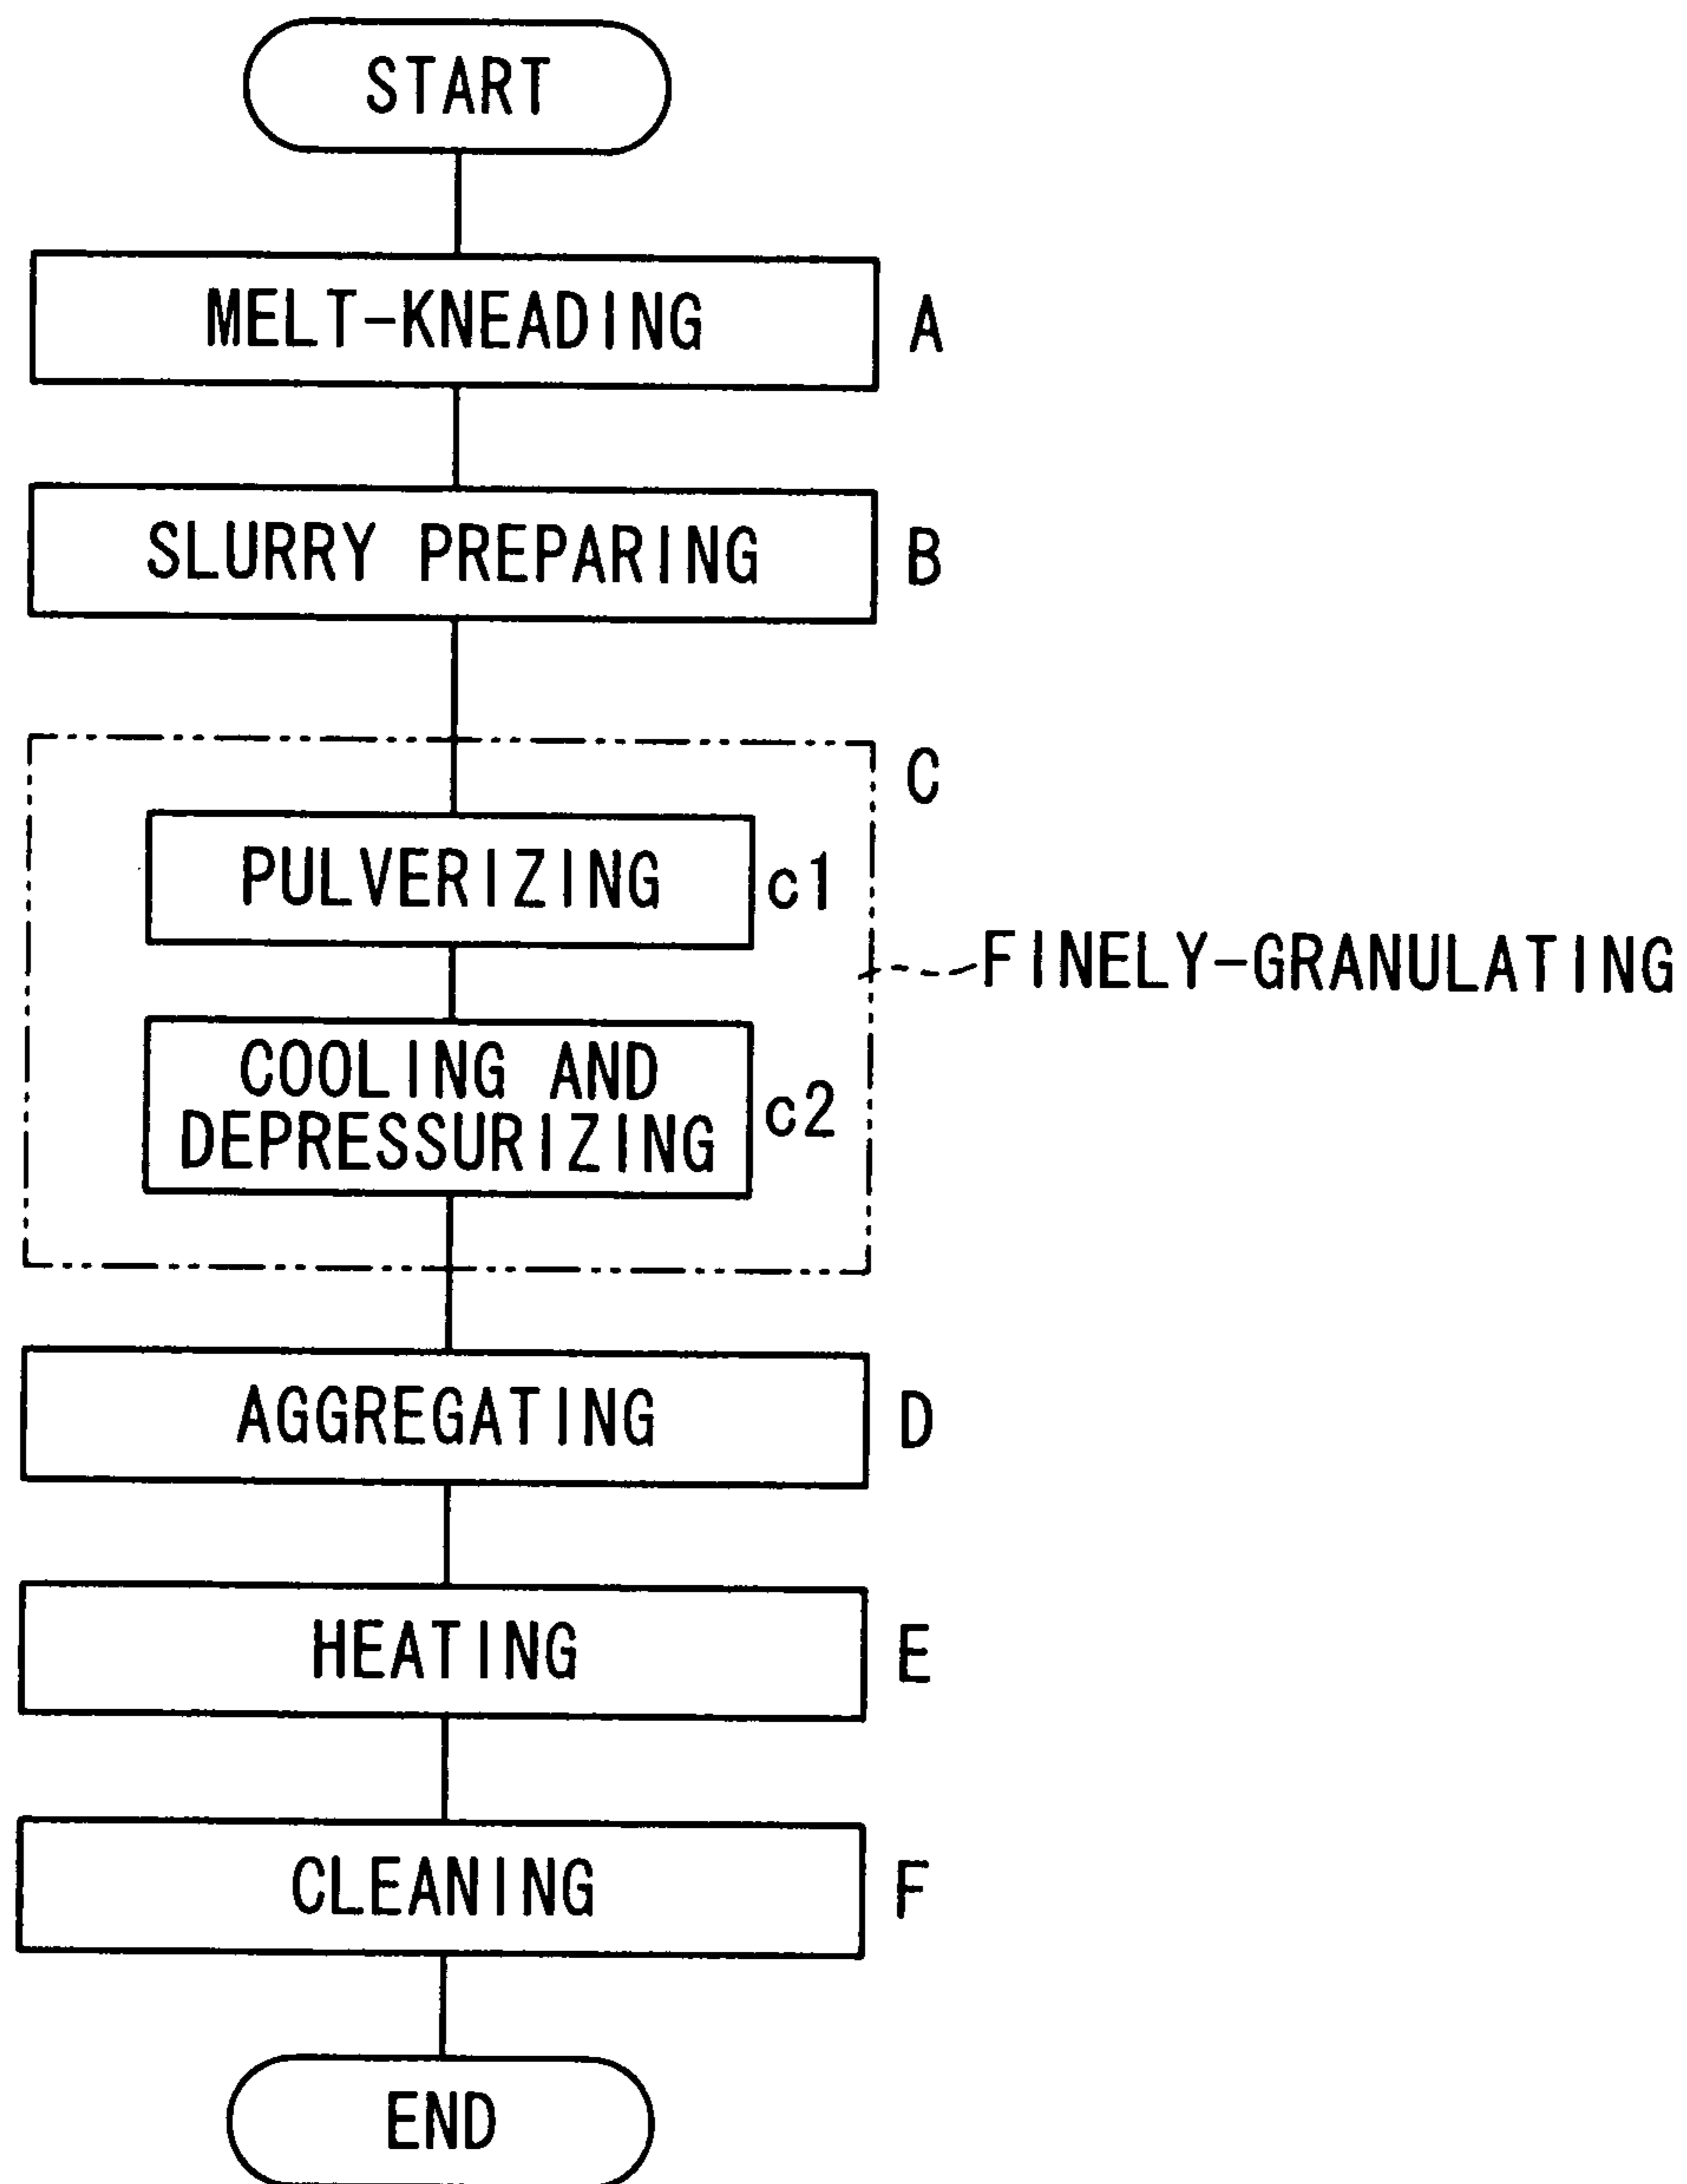 START
MELT-KNEADING A
SLURRY PREPARING B
C
PULVERIZING c1
FINELY-GRANULATING
COOLING AND
DEPRESSURIZING c2
AGGREGATING D
HEATING E
CLEANING F
END